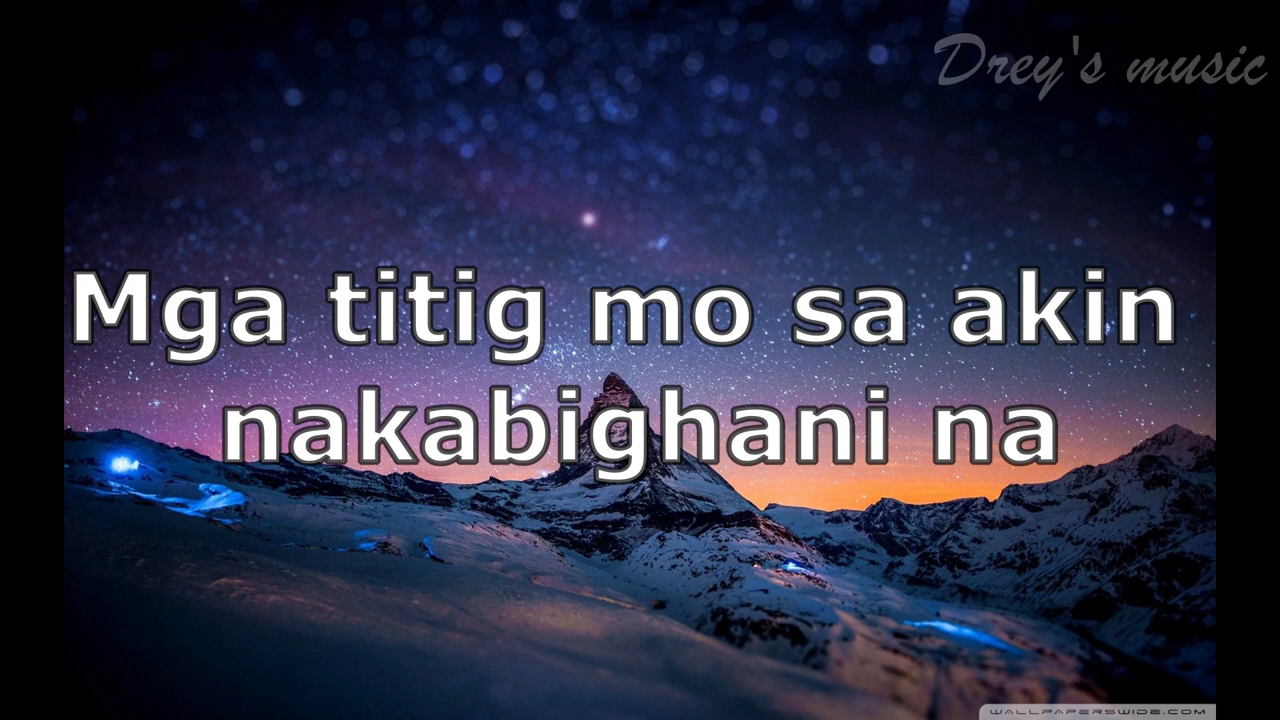 Drey's music
Mga titig mo sa akin
nakabighani na
WALLPAPERSWIDE.COM